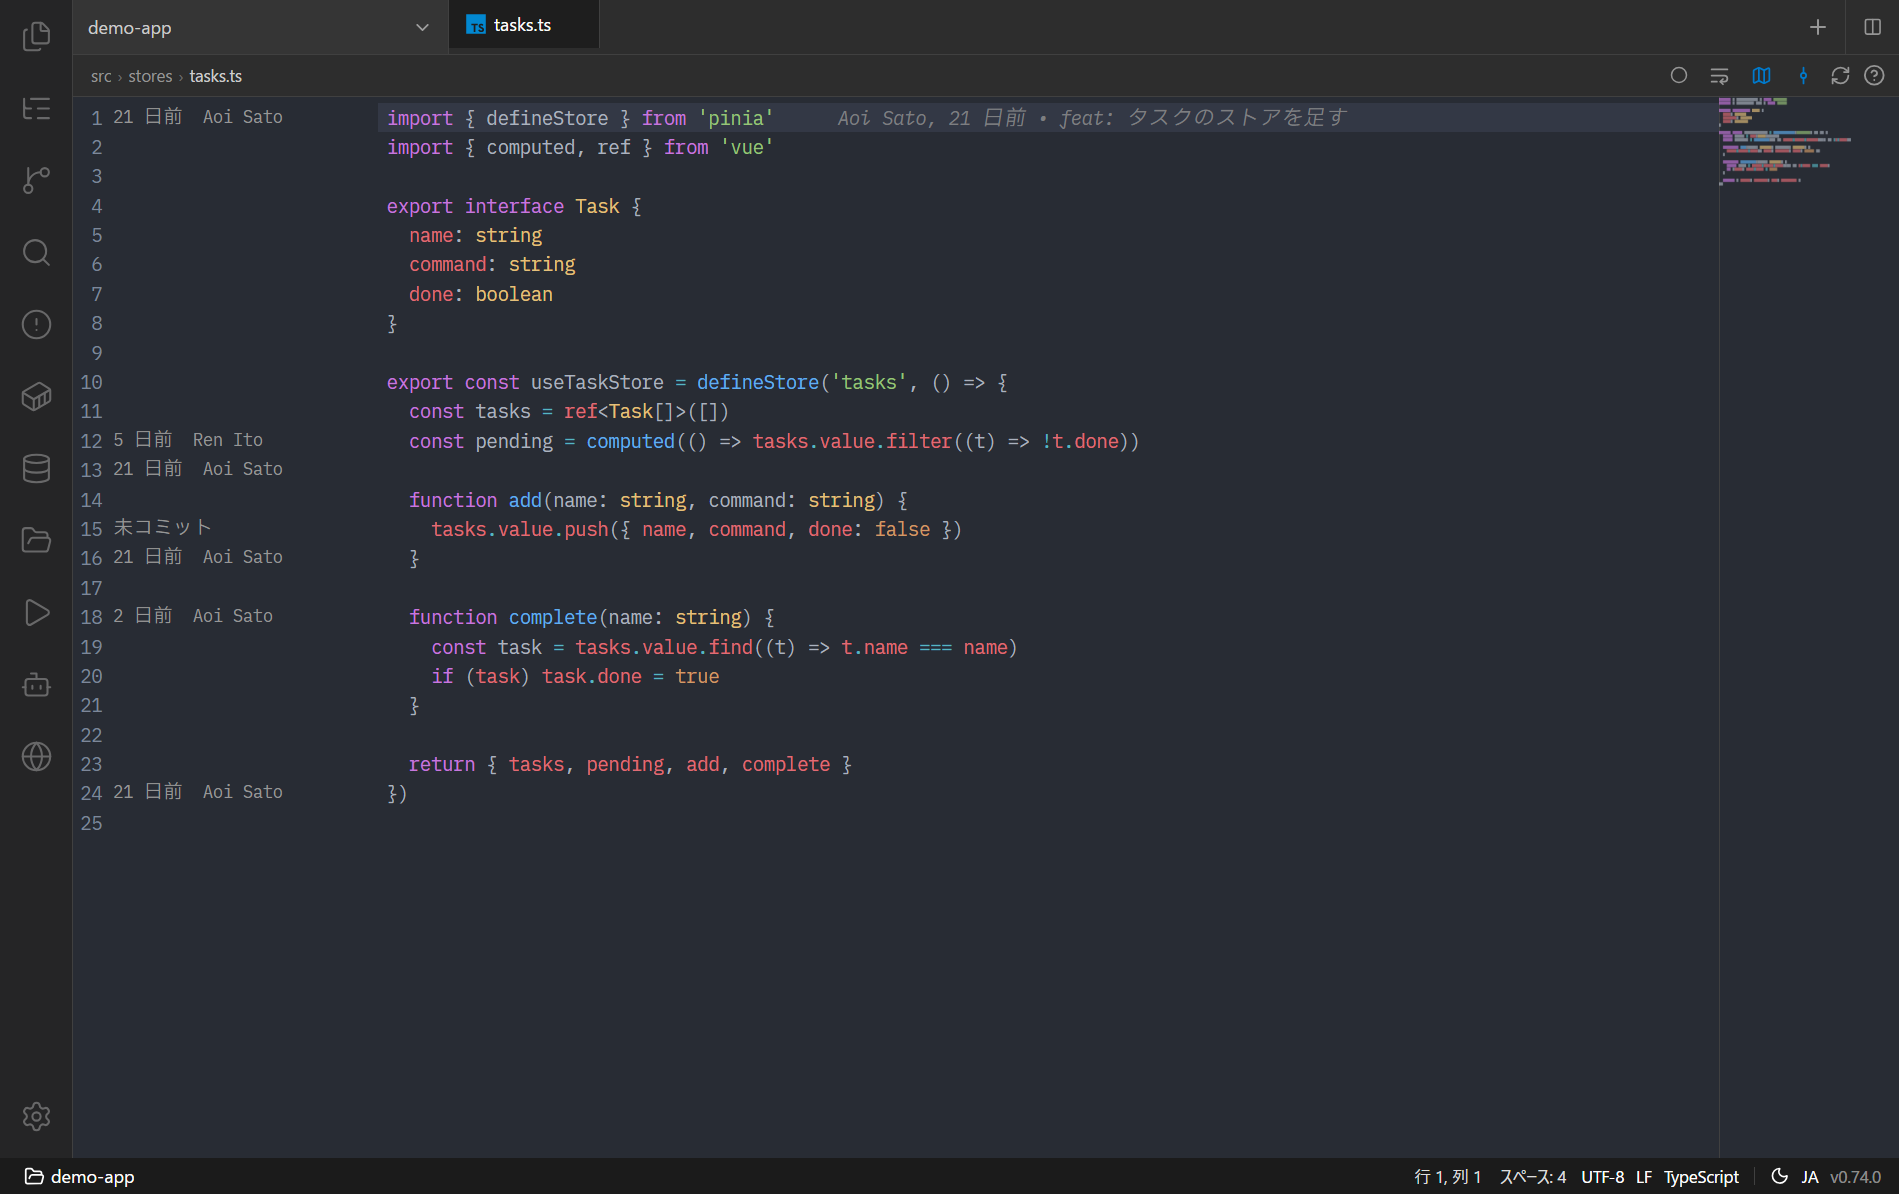 demo-app
tasks.ts
src › stores › tasks.ts
1 21 日前 Aoi Sato import { defineStore } from 'pinia' Aoi Sato, 21 日前 • feat: タスクのストアを足す
2 import { computed, ref } from 'vue'
3
4 export interface Task {
5 name: string
6 command: string
7 done: boolean
8 }
9
10 export const useTaskStore = defineStore('tasks', () => {
11 const tasks = ref<Task[]>([])
12 5 日前 Ren Ito const pending = computed(() => tasks.value.filter((t) => !t.done))
13 21 日前 Aoi Sato
14 function add(name: string, command: string) {
15 未コミット tasks.value.push({ name, command, done: false })
16 21 日前 Aoi Sato }
17
18 2 日前 Aoi Sato function complete(name: string) {
19 const task = tasks.value.find((t) => t.name === name)
20 if (task) task.done = true
21 }
22
23 return { tasks, pending, add, complete }
24 21 日前 Aoi Sato })
25
demo-app 行 1, 列 1 スペース: 4 UTF-8 LF TypeScript JA v0.74.0